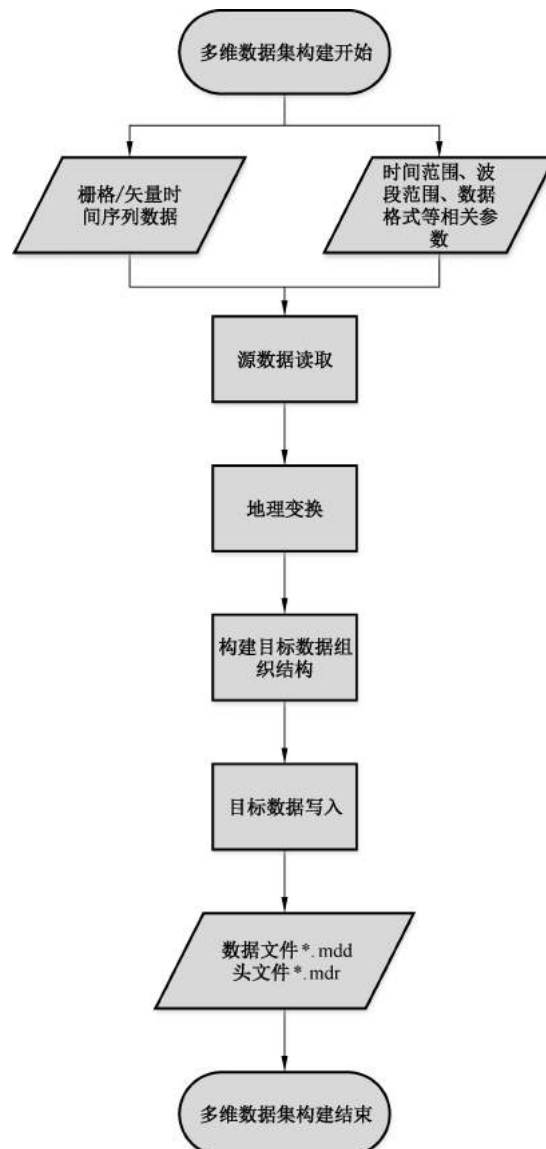 多维数据集构建开始
栅格/矢量时
间序列数据
时间范围、波
段范围、数据
格式等相关参
数
源数据读取
地理变换
构建目标数据组
织结构
目标数据写入
数据文件*.mdd
头文件*.mdr
多维数据集构建结束